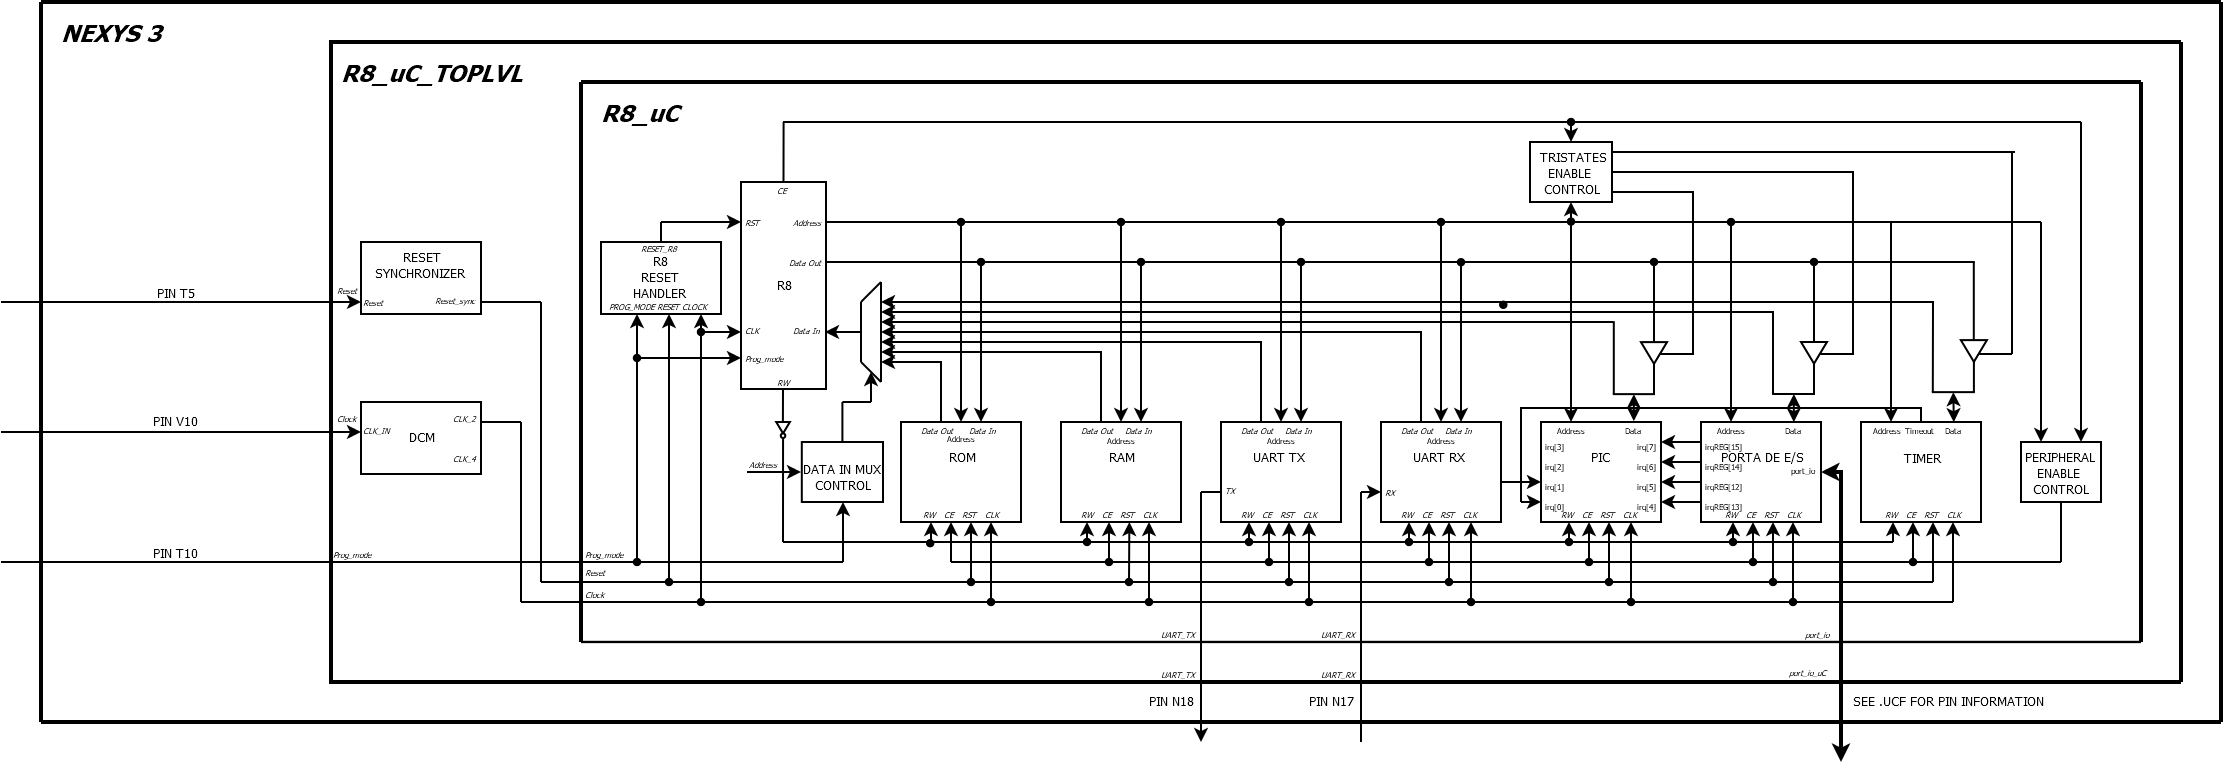 NEXYS 3
R8_uC_TOPLVL
R8_uC
TRISTATES
ENABLE
CONTROL
CE
RST
Address
Data Out
R8
CLK
Data In
Prog_mode
RW
RESET_R8
R8
RESET
HANDLER
PROG_MODE RESET CLOCK
RESET
SYNCHRONIZER
Reset
Reset_sync
PIN T5
Reset
PIN V10
Clock
CLK_IN
DCM
CLK_2
CLK_4
PIN T10
Prog_mode
Prog_mode
Reset
Clock
Address
DATA IN MUX
CONTROL
Data Out Data In
Address
ROM
RW CE RST CLK
Data Out Data In
Address
RAM
RW CE RST CLK
Data Out Data In
Address
UART TX
TX
RW CE RST CLK
Data Out Data In
Address
UART RX
RX
RW CE RST CLK
Address Data
irq[3] irq[7]
PIC
irq[2] irq[6]
irq[1] irq[5]
irq[0] irq[4]
RW CE RST CLK
Address Data
irqREG[15]
PORTA DE E/S
irqREG[14]
port_io
irqREG[12]
irqREG[13]
RW CE RST CLK
Address Timeout Data
TIMER
RW CE RST CLK
PERIPHERAL
ENABLE
CONTROL
UART_TX
UART_RX
port_io
UART_TX
UART_RX
port_io_uC
PIN N18
PIN N17
SEE .UCF FOR PIN INFORMATION